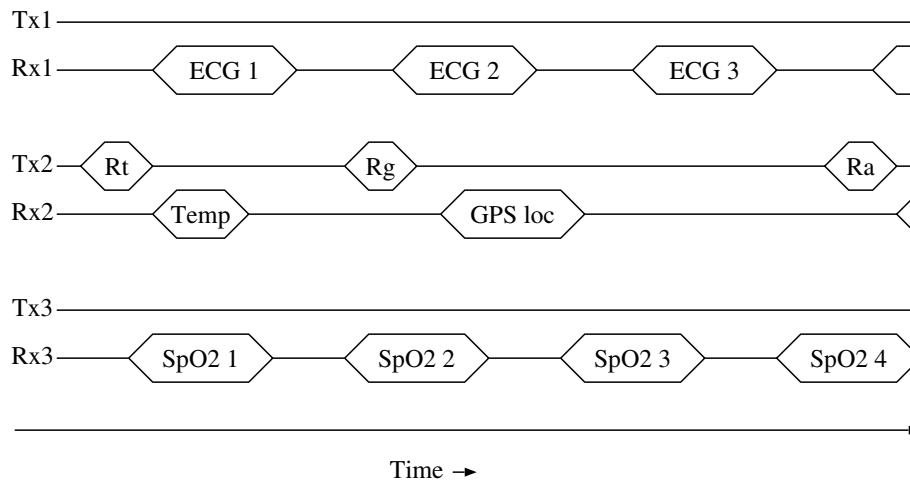 Tx1
Rx1 ECG 1 ECG 2 ECG 3
Tx2 Rt Rg Ra
Rx2 Temp GPS loc
Tx3
Rx3 SpO2 1 SpO2 2 SpO2 3 SpO2 4
Time